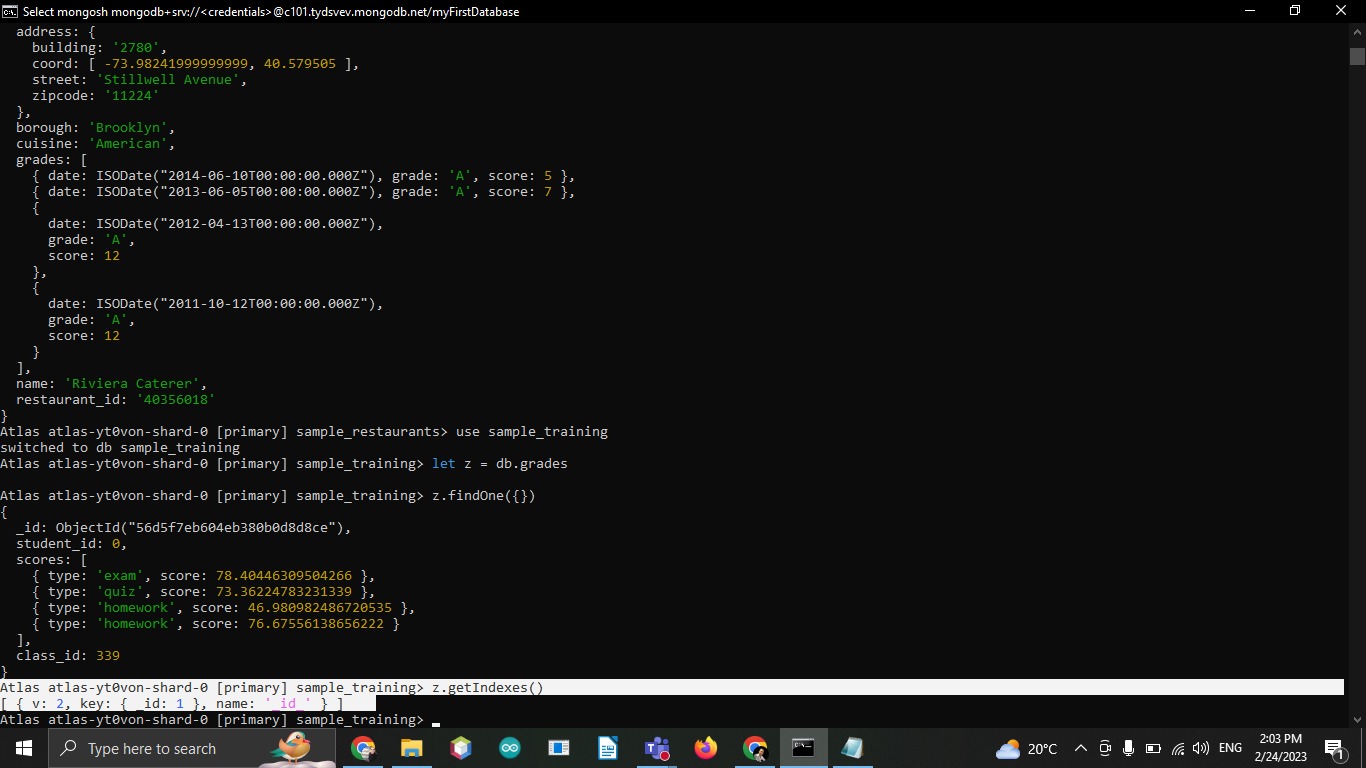 Select mongosh mongodb+srv://<credentials>@c101.tydsvev.mongodb.net/myFirstDatabase
address: {
building: '2780',
coord: [ -73.98241999999999, 40.579505 ],
street: 'Stillwell Avenue',
zipcode: '11224'
},
borough: 'Brooklyn',
cuisine: 'American',
grades: [
{ date: ISODate("2014-06-10T00:00:00.000Z"), grade: 'A', score: 5 },
{ date: ISODate("2013-06-05T00:00:00.000Z"), grade: 'A', score: 7 },
{
date: ISODate("2012-04-13T00:00:00.000Z"),
grade: 'A',
score: 12
},
{
date: ISODate("2011-10-12T00:00:00.000Z"),
grade: 'A',
score: 12
}
],
name: 'Riviera Caterer',
restaurant_id: '40356018'
}
Atlas atlas-yt0von-shard-0 [primary] sample_restaurants> use sample_training
switched to db sample_training
Atlas atlas-yt0von-shard-0 [primary] sample_training> let z = db.grades
Atlas atlas-yt0von-shard-0 [primary] sample_training> z.findOne({})
{
_id: ObjectId("56d5f7eb604eb380b0d8d8ce"),
student_id: 0,
scores: [
{ type: 'exam', score: 78.40446309504266 },
{ type: 'quiz', score: 73.36224783231339 },
{ type: 'homework', score: 46.980982486720535 },
{ type: 'homework', score: 76.67556138656222 }
],
class_id: 339
}
Atlas atlas-yt0von-shard-0 [primary] sample_training> z.getIndexes()
[ { v: 2, key: { _id: 1 }, name: '_id_' } ]
Atlas atlas-yt0von-shard-0 [primary] sample_training>
Type here to search
20°C
ENG
2:03 PM
2/24/2023
1